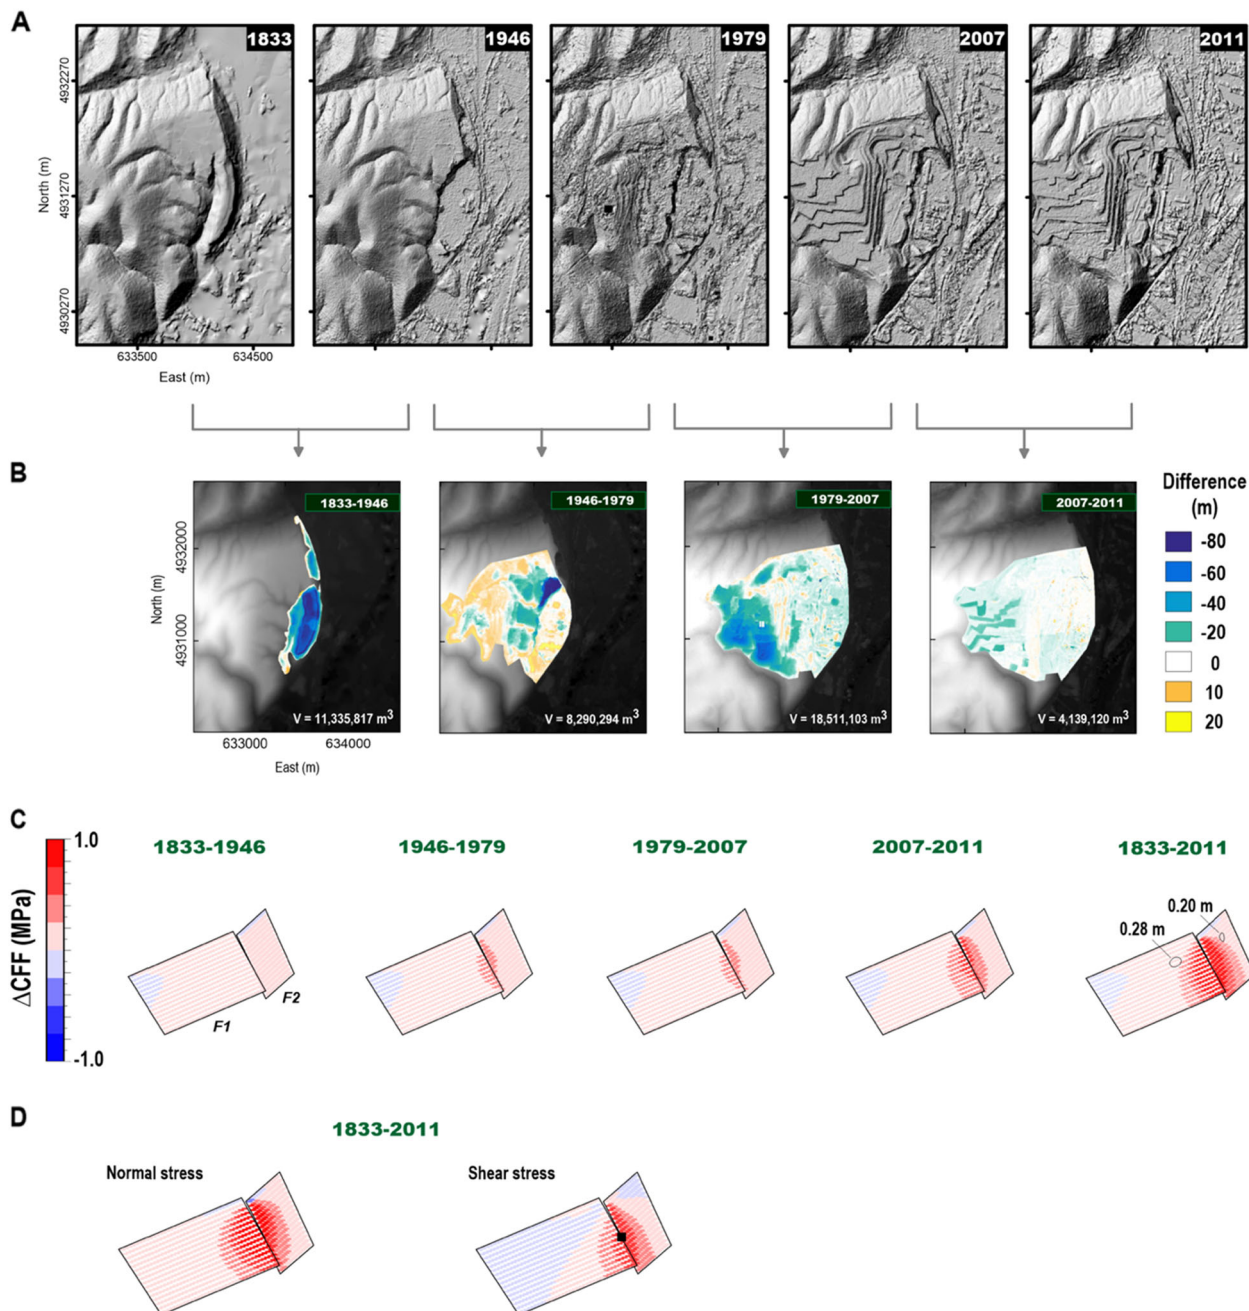 A
1833
1946
1979
2007
2011
North (m)
4932270
4931270
4930270
633500
634500
East (m)
B
1833-1946
1946-1979
1979-2007
2007-2011
North (m)
4932000
4931000
V = 11,335,817 m³
V = 8,290,294 m³
V = 18,511,103 m³
V = 4,139,120 m³
633000
634000
East (m)
Difference
(m)
-80
-60
-40
-20
0
10
20
C
ΔCFF (MPa)
1.0
-1.0
1833-1946
1946-1979
1979-2007
2007-2011
1833-2011
F1
F2
0.28 m
0.20 m
D
1833-2011
Normal stress
Shear stress